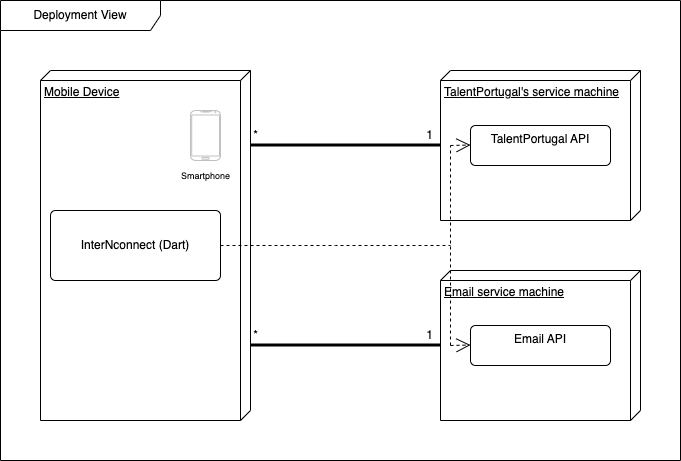 Deployment View
Mobile Device
Smartphone
InterNconnect (Dart)
*
1
TalentPortugal's service machine
TalentPortugal API
*
1
Email service machine
Email API